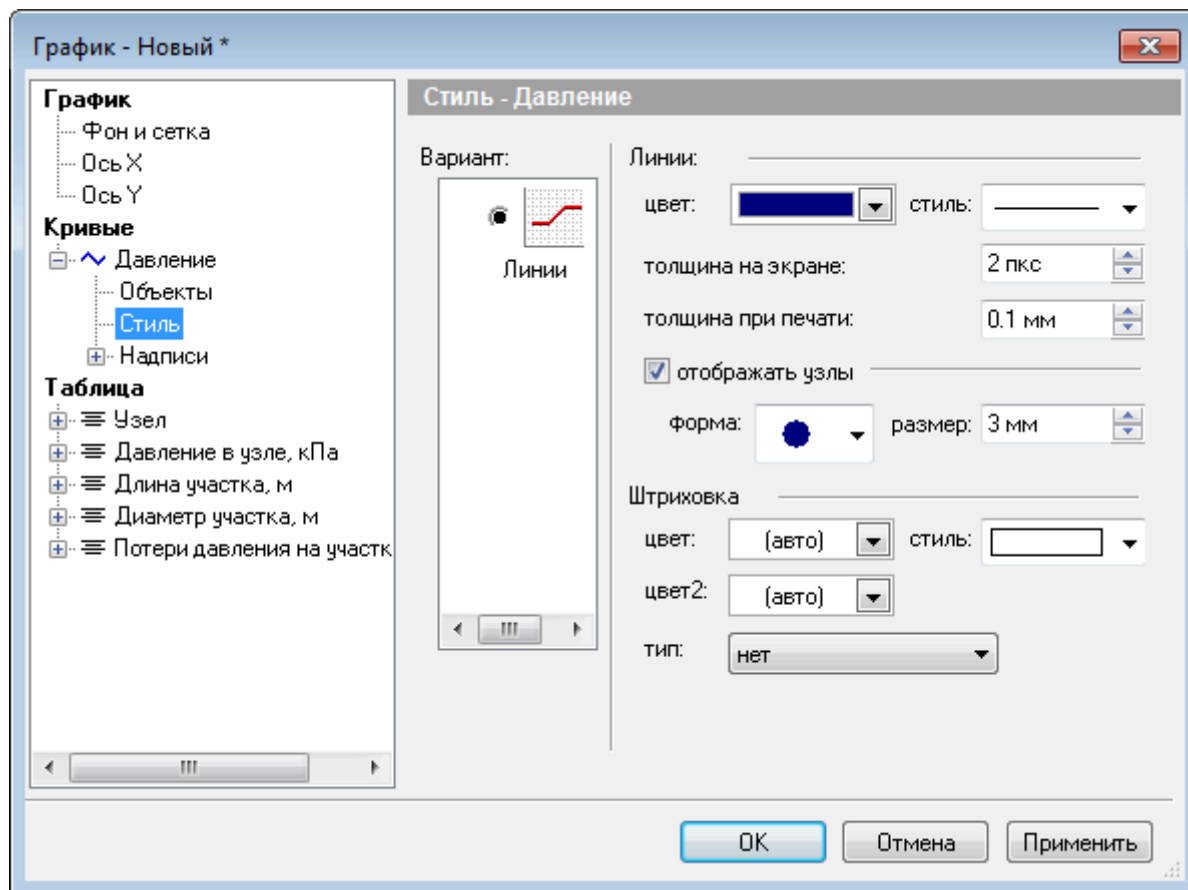 График - Новый *
График
Фон и сетка
Ось X
Ось Y
Кривые
Давление
Объекты
Стиль
Надписи
Таблица
Узел
Давление в узле, кПа
Длина участка, м
Диаметр участка, м
Потери давления на участк
Стиль - Давление
Вариант:
Линии
Линии:
цвет: стиль:
толщина на экране: 2 пкс
толщина при печати: 0.1 мм
отображать узлы
форма: размер: 3 мм
Штриховка
цвет: (авто) стиль:
цвет2: (авто)
тип: нет
OK Отмена Применить